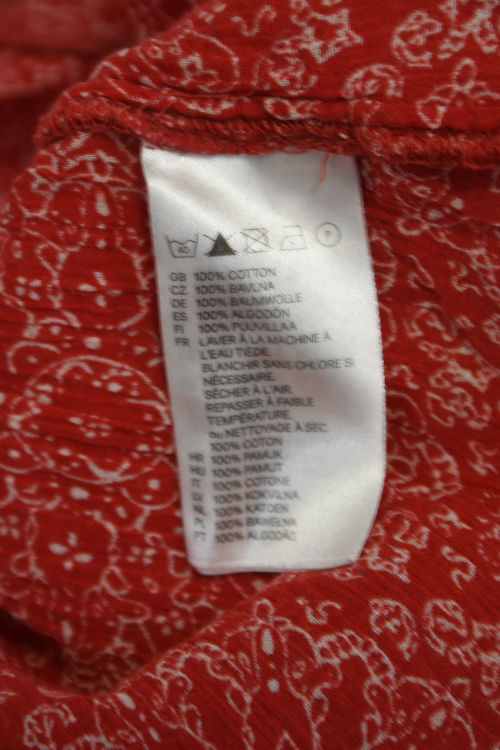 40 P
GB 100% COTTON
CZ 100% BAVLNA
DE 100% BAUMWOLLE
ES 100% ALGODÓN
FI 100% PUUVILLAA
FR LAVER À LA MACHINE À
L'EAU TIÈDE.
BLANCHIR SANS CHLORE SI
NÉCESSAIRE.
SÉCHER À L'AIR.
REPASSER À FAIBLE
TEMPÉRATURE.
ou NETTOYAGE À SEC.
100% COTON
HR 100% PAMUK
HU 100% PAMUT
IT 100% COTONE
LV 100% KOKVILNA
NL 100% KATOEN
PL 100% BAWEŁNA
PT 100% ALGODÃO